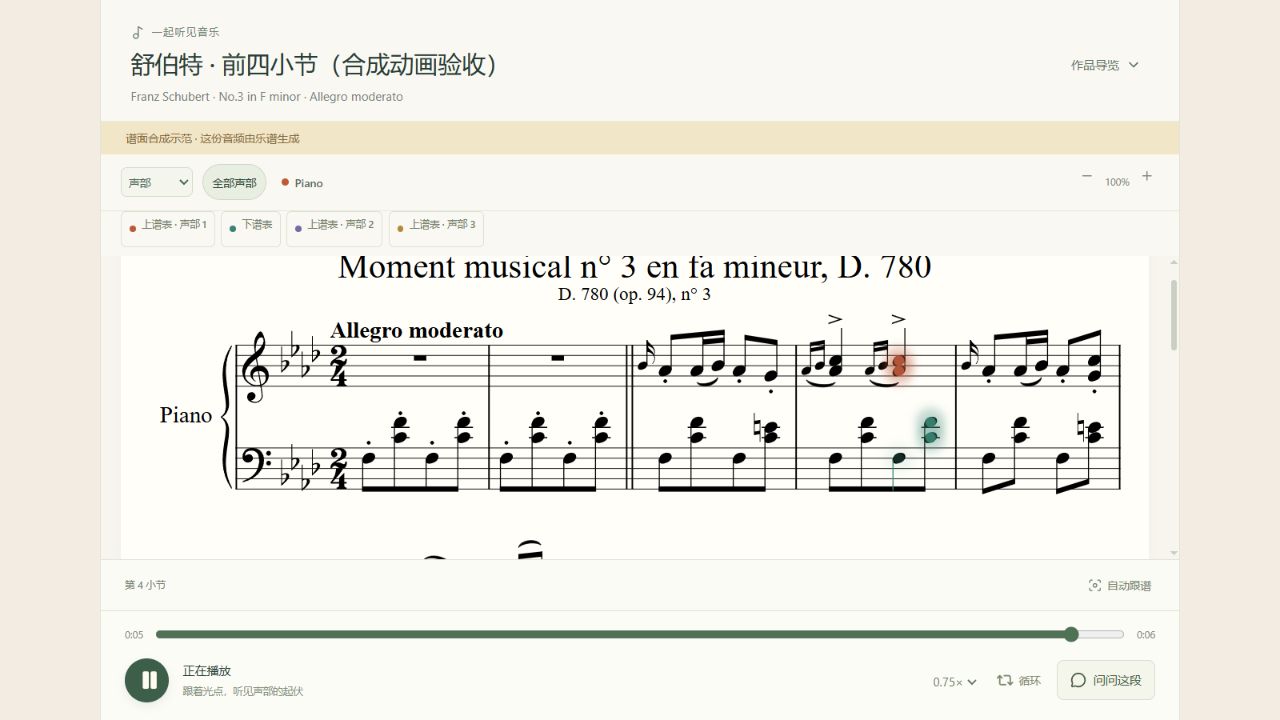 一起听见音乐
舒伯特 · 前四小节（合成动画验收）
作品导览
Franz Schubert · No.3 in F minor · Allegro moderato
谱面合成示范 · 这份音频由乐谱生成
声部 全部声部 Piano
− 100% +
上谱表 · 声部 1 下谱表 上谱表 · 声部 2 上谱表 · 声部 3
Moment musical n° 3 en fa mineur, D. 780
D. 780 (op. 94), n° 3
Allegro moderato
2
4
Piano
2
4
第 4 小节
自动跟谱
0:05
0:06
正在播放
跟着光点，听见声部的起伏
0.75× 循环 问问这段